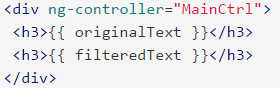 <div ng-controller="MainCtrl">
<h3>{{ originalText }}</h3>
<h3>{{ filteredText }}</h3>
</div>